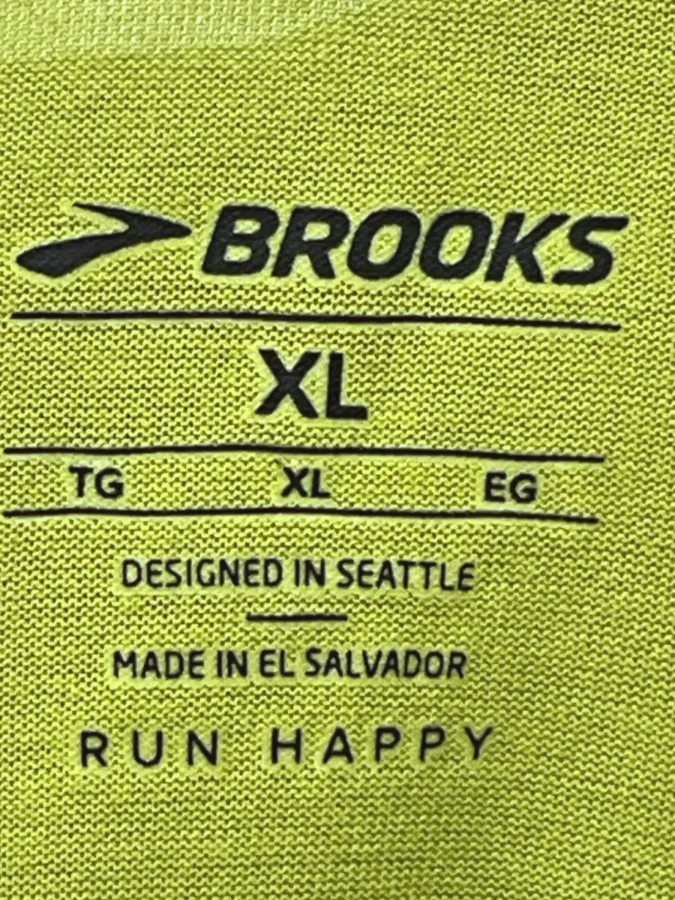 BROOKS
XL
TG XL EG
DESIGNED IN SEATTLE
MADE IN EL SALVADOR
RUN HAPPY